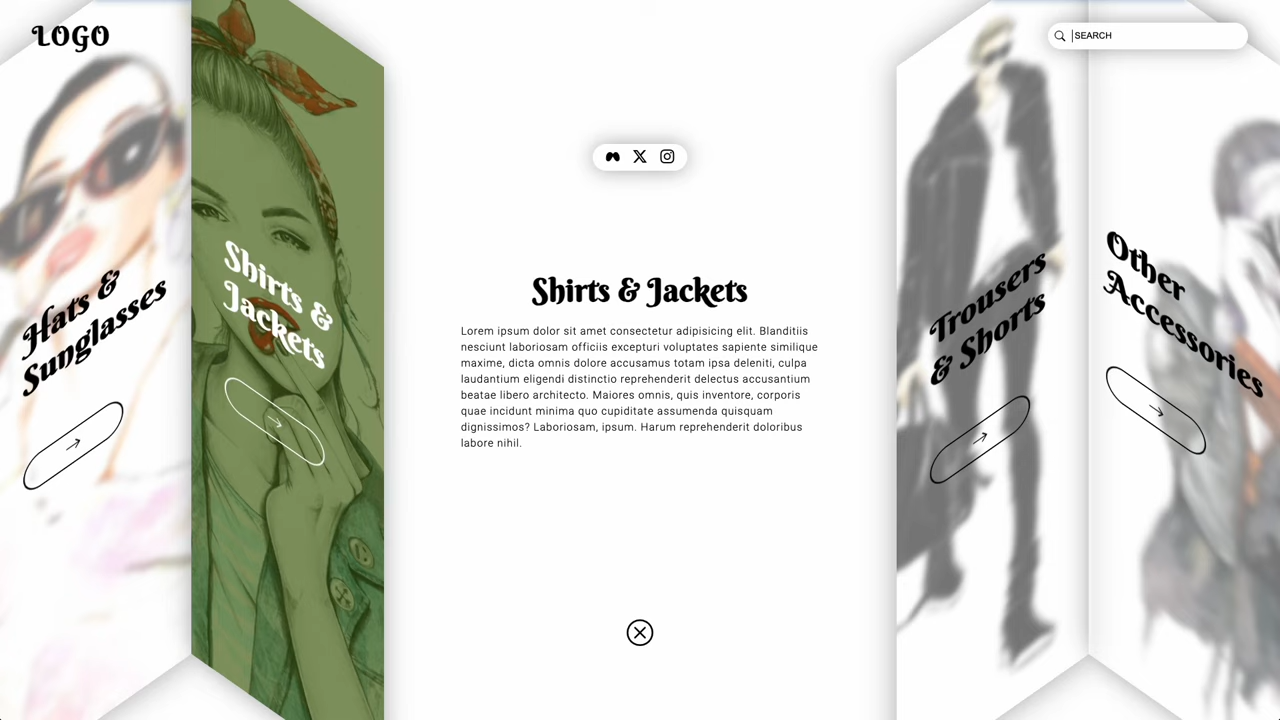 LOGO
SEARCH
Hats &
Sunglasses
Shirts &
Jackets
Shirts & Jackets
Lorem ipsum dolor sit amet consectetur adipisicing elit. Blanditiis
nesciunt laboriosam officiis excepturi voluptates sapiente similique
maxime, dicta omnis dolore accusamus totam ipsa deleniti, culpa
laudantium eligendi distinctio reprehenderit delectus accusantium
beatae libero architecto. Maiores omnis, quis inventore, corporis
quae incidunt minima quo cupiditate assumenda quisquam
dignissimos? Laboriosam, ipsum. Harum reprehenderit doloribus
labore nihil.
Trousers
& Shorts
Other
Accessories